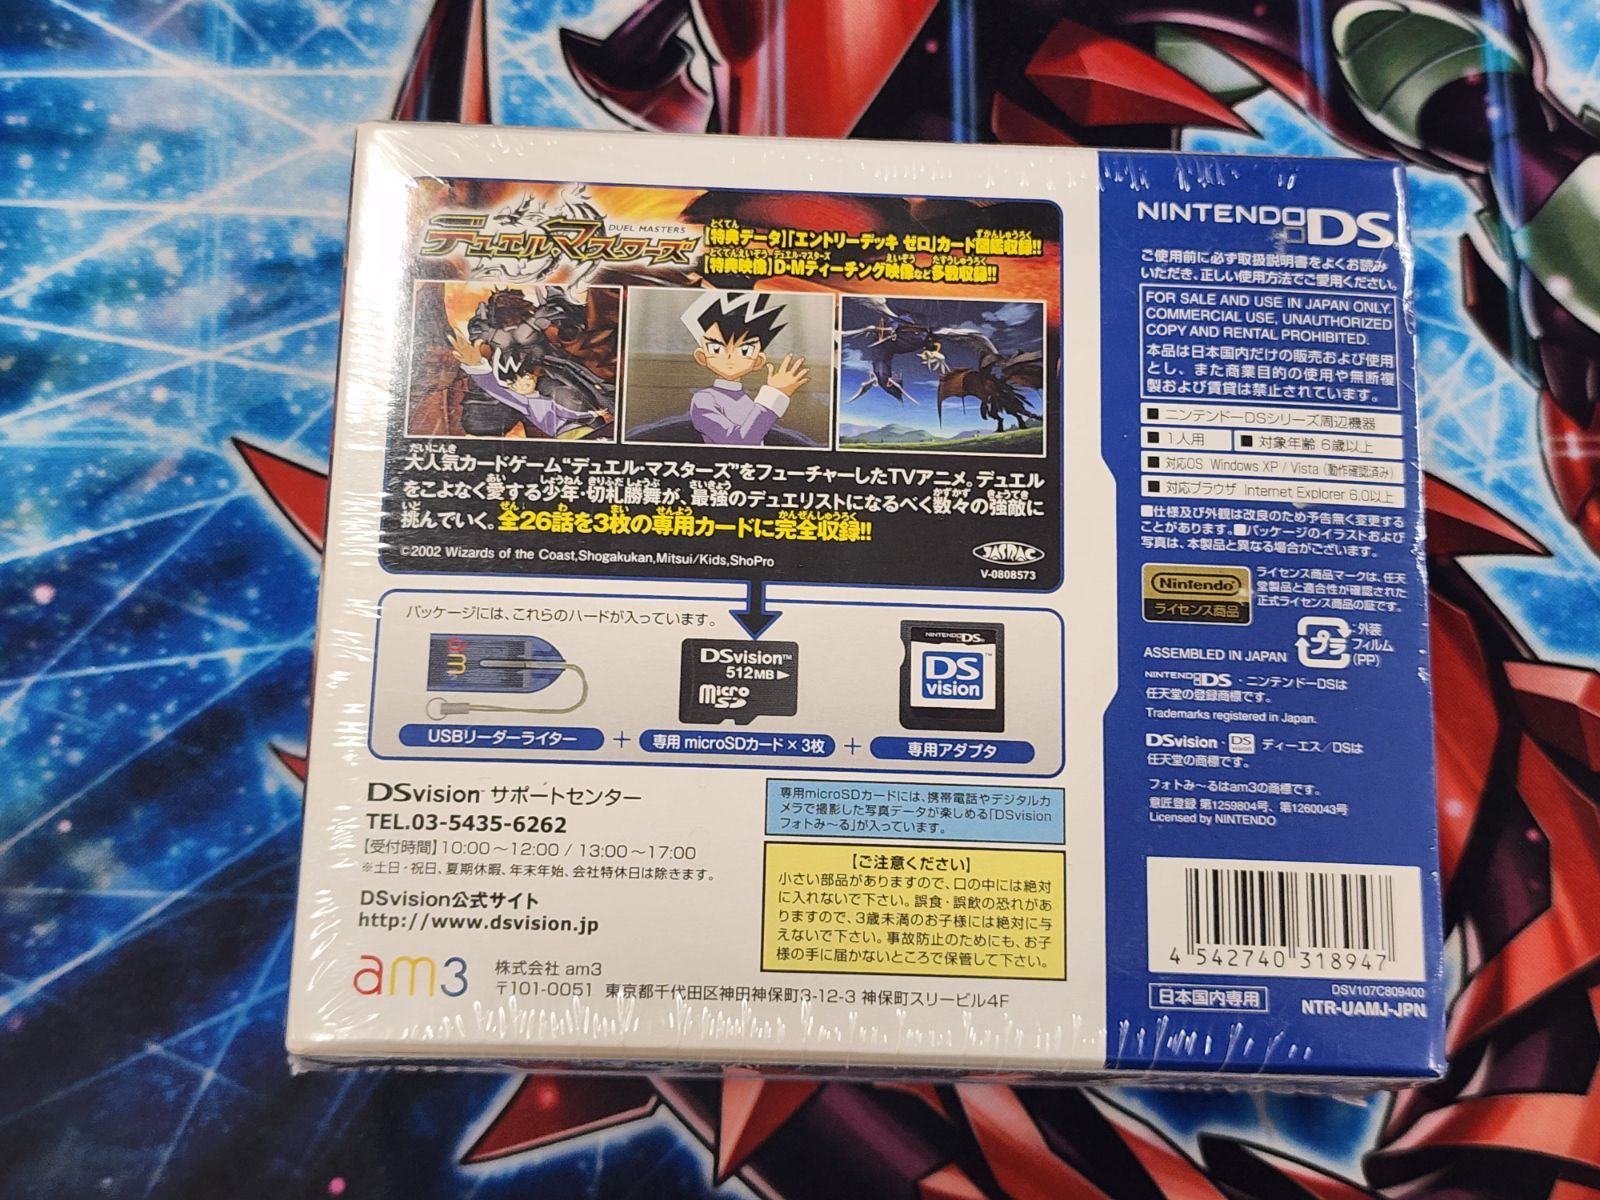 デュエル・マスターズ
DUEL MASTERS
【特典データ】「エントリーデッキ ゼロ」カード図鑑収録!!
【特典映像】D・Mティーチング映像など多数収録!!
大人気カードゲーム“デュエル・マスターズ”をフューチャーしたTVアニメ。デュエル
をこよなく愛する少年・切札勝舞が、最強のデュエリストになるべく数々の強敵に
挑んでいく。全26話を3枚の専用カードに完全収録!!
©2002 Wizards of the Coast,Shogakukan,Mitsui/Kids,ShoPro
JASRAC
V-0808573
パッケージには、これらのハードが入っています。
am3
DSvision™
512MB▶
micro
SD
NINTENDO DS
DS™
vision
USBリーダーライター + 専用 microSDカード×3枚 + 専用アダプタ
DSvision サポートセンター
TEL.03-5435-6262
【受付時間】10:00～12:00 / 13:00～17:00
※土日・祝日、夏期休暇、年末年始、会社特休日は除きます。
DSvision公式サイト
http://www.dsvision.jp
am3
株式会社 am3
〒101-0051 東京都千代田区神田神保町3-12-3 神保町スリービル4F
専用microSDカードには、携帯電話やデジタルカ
メラで撮影した写真データが楽しめる「DSvision
フォトみ～る」が入っています。
【ご注意ください】
小さい部品がありますので、口の中には絶対
に入れないで下さい。誤食・誤飲の恐れがあ
りますので、3歳未満のお子様には絶対に与
えないで下さい。事故防止のためにも、お子
様の手に届かないところで保管して下さい。
NINTENDO DS
ご使用前に必ず取扱説明書をよくお読み
いただき、正しい使用方法でご愛用ください。
FOR SALE AND USE IN JAPAN ONLY.
COMMERCIAL USE, UNAUTHORIZED
COPY AND RENTAL PROHIBITED.
本品は日本国内だけの販売および使用
とし、また商業目的の使用や無断複
製および賃貸は禁止されています。
■ ニンテンドーDSシリーズ周辺機器
■ 1人用 ■ 対象年齢 6歳以上
■ 対応OS Windows XP / Vista (動作確認済み)
■ 対応ブラウザ Internet Explorer 6.0以上
■仕様及び外観は改良のため予告無く変更する
ことがあります。■パッケージのイラストおよび
写真は、本製品と異なる場合がございます。
Nintendo
ライセンス商品
ライセンス商品マークは、任天
堂製品と適合性が確認された
正式ライセンス商品の証です。
ASSEMBLED IN JAPAN
プラ
外装
フィルム
(PP)
NINTENDO DS・ニンテンドーDSは
任天堂の登録商標です。
Trademarks registered in Japan.
DSvision・DS vision ディーエス/DSは
任天堂の商標です。
フォトみ～るはam3の商標です。
意匠登録 第1259804号、第1260043号
Licensed by NINTENDO
4 542740 318947
DSV107C809400
日本国内専用
NTR-UAMJ-JPN